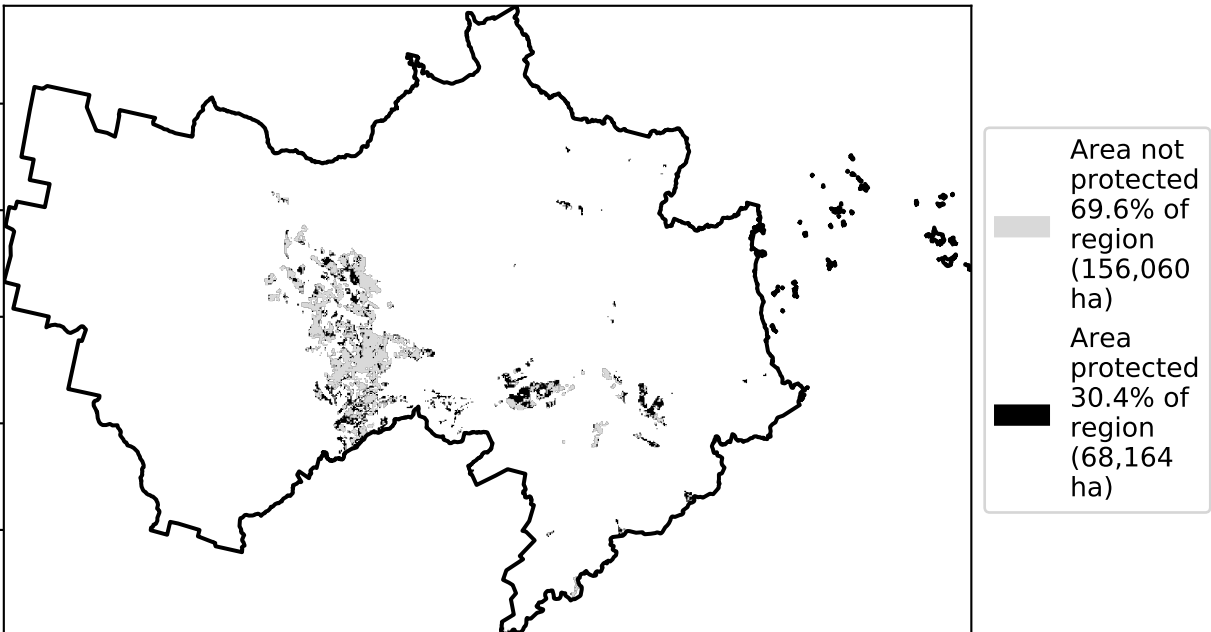 Area not
protected
69.6% of
region
(156,060
ha)
Area
protected
30.4% of
region
(68,164
ha)